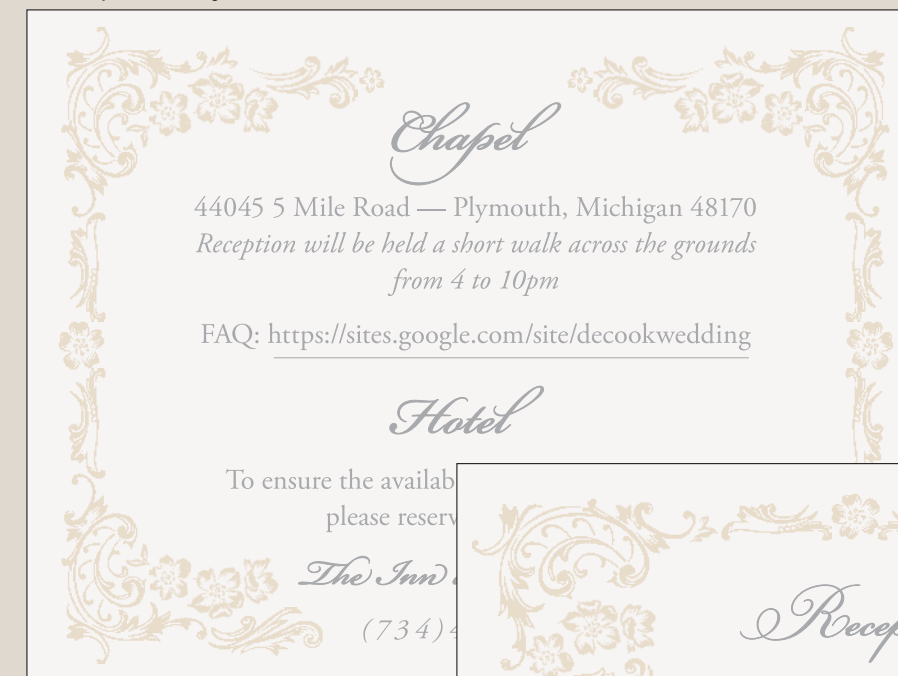 Chapel
44045 5 Mile Road — Plymouth, Michigan 48170
Reception will be held a short walk across the grounds
from 4 to 10pm
FAQ: https://sites.google.com/site/decookwedding
Hotel
To ensure the availab
please reserv
The Inn
(734) 4
Recep